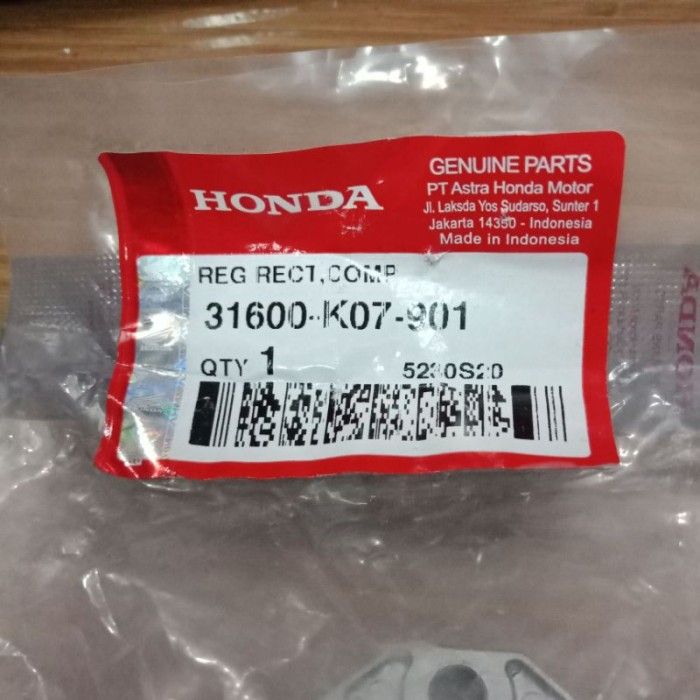 HONDA
GENUINE PARTS
PT Astra Honda Motor
Jl. Laksda Yos Sudarso, Sunter 1
Jakarta 14350 - Indonesia
Made in Indonesia
REG RECT,COMP
31600-K07-901
QTY 1
5230S20
HONDA